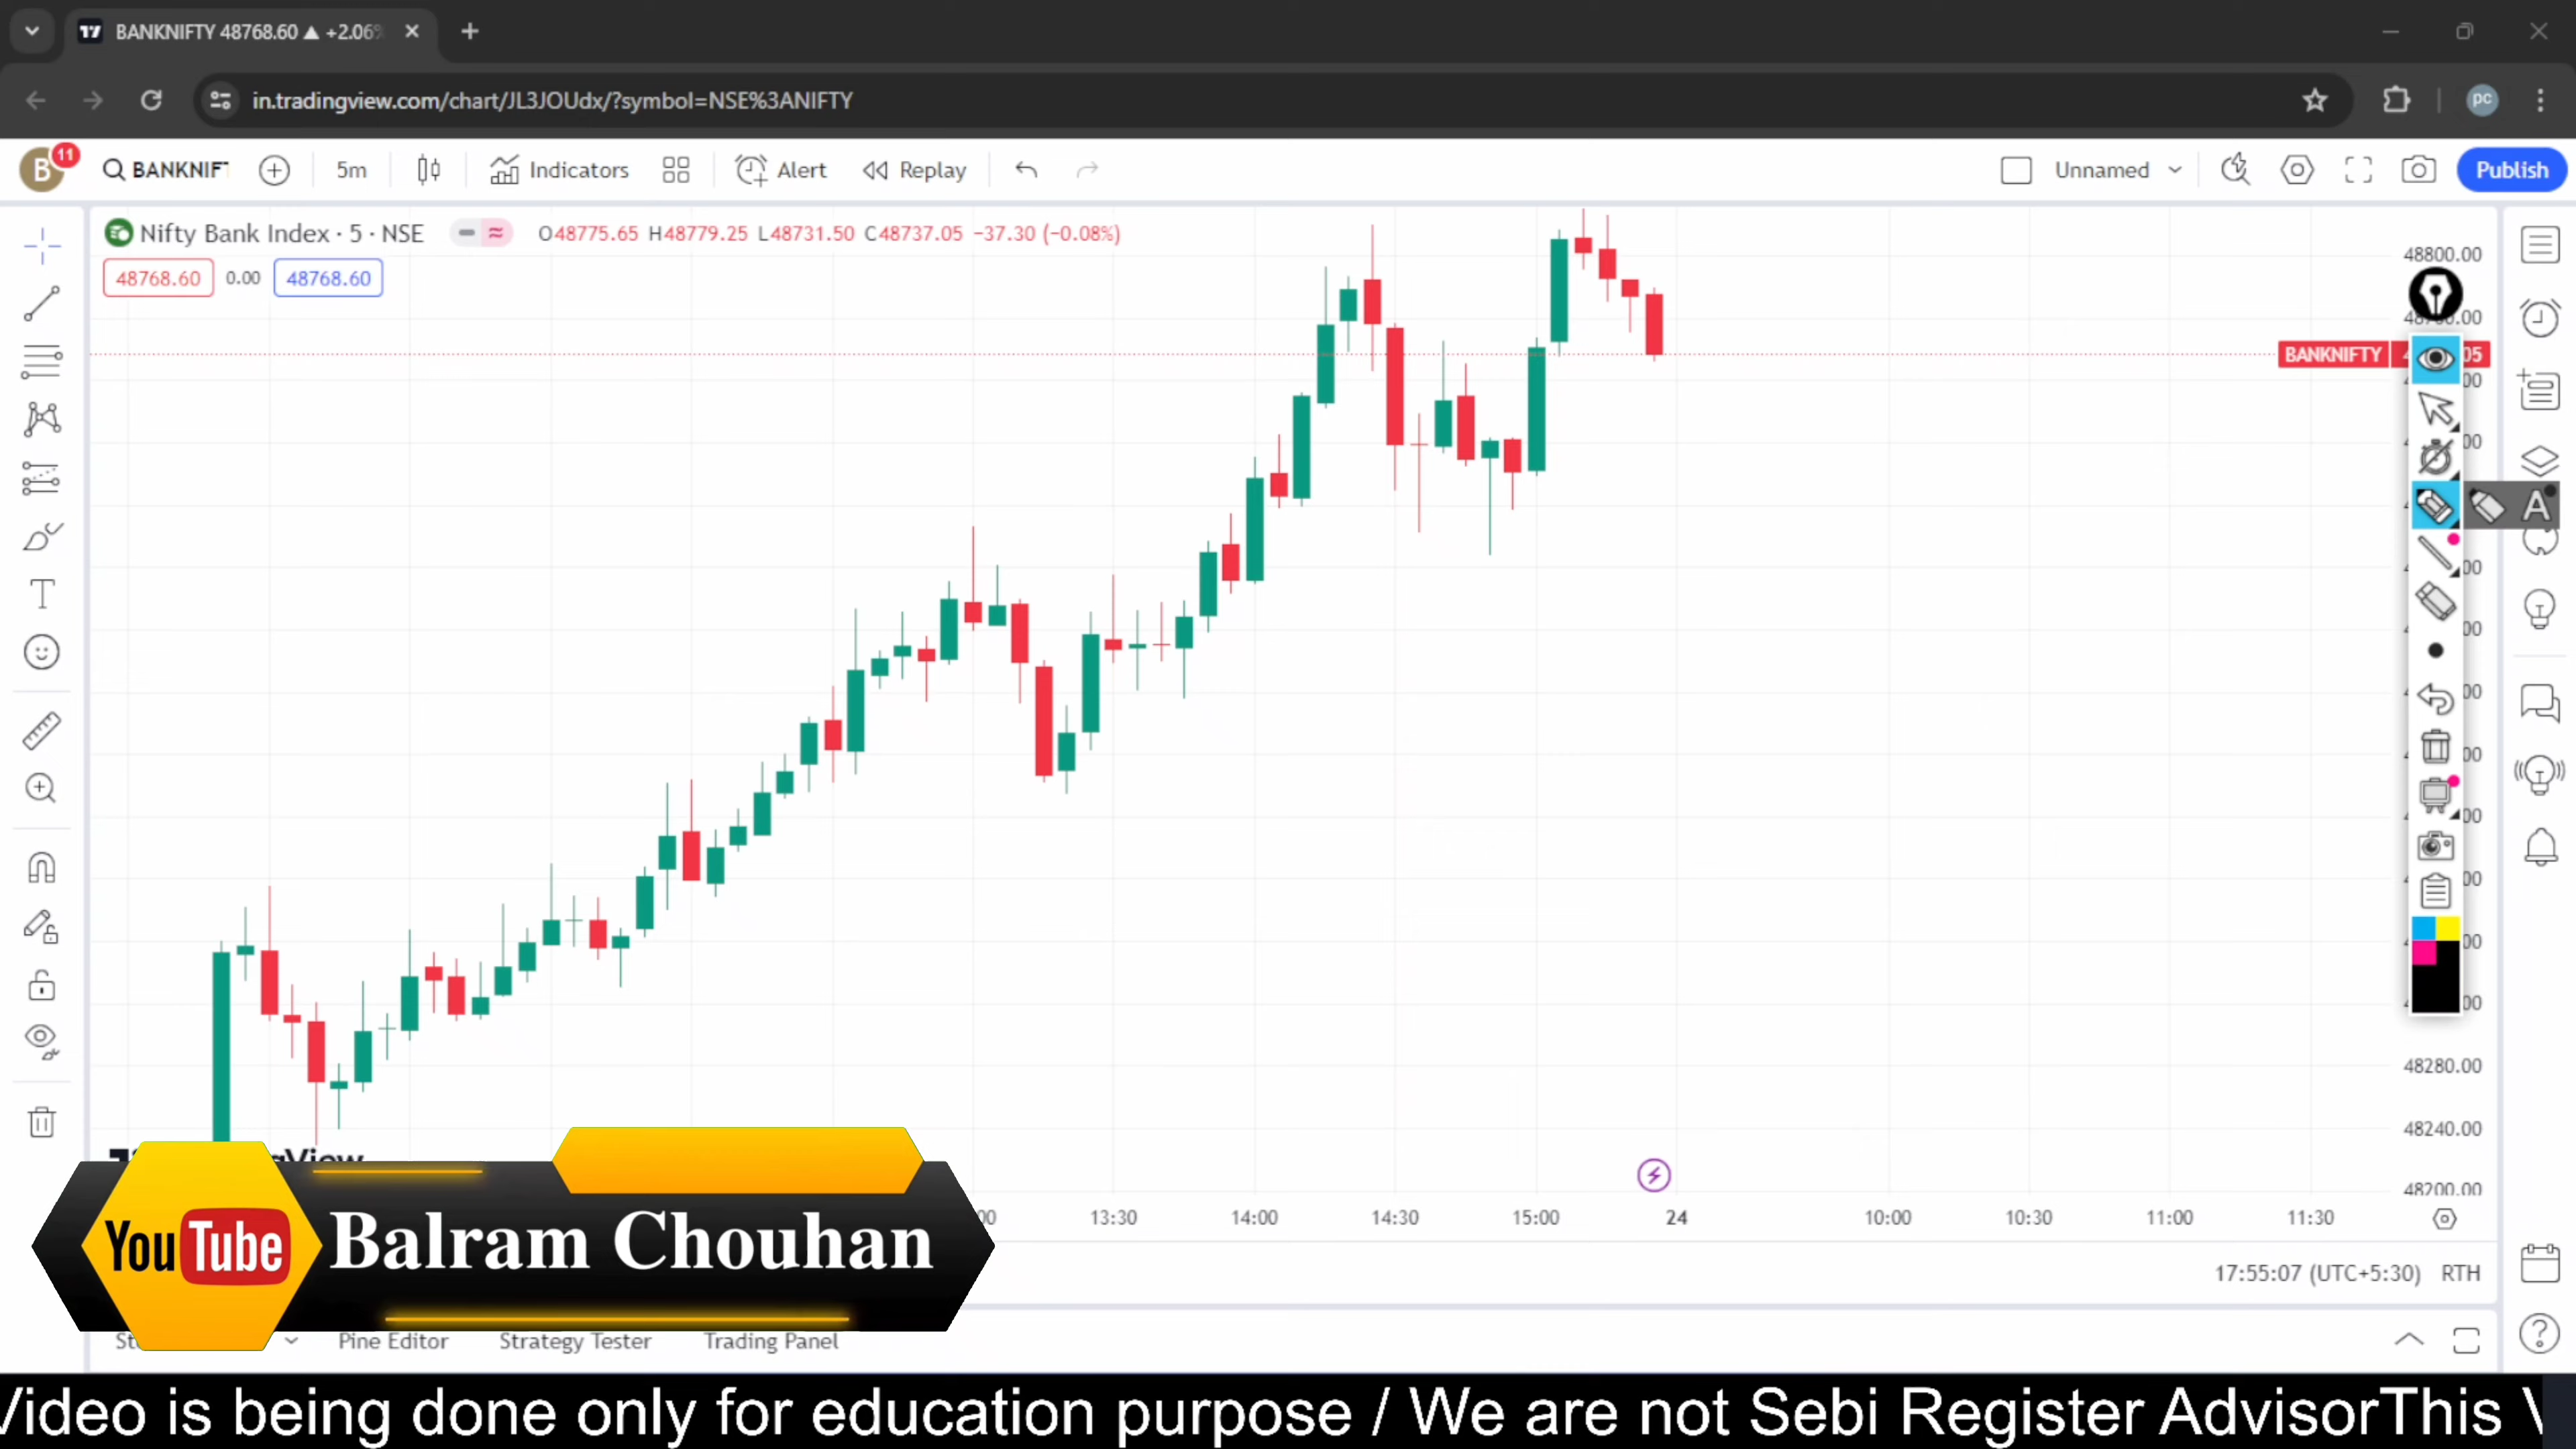 BANKNIFTY 48768.60 ▲ +2.06%
in.tradingview.com/chart/JL3JOUdx/?symbol=NSE%3ANIFTY
B 11 BANKNIFT 5m Indicators Alert Replay Unnamed Publish
pc
Nifty Bank Index · 5 · NSE O48775.65 H48779.25 L48731.50 C48737.05 −37.30 (−0.08%)
48768.60 0.00 48768.60
48800.00
BANKNIFTY
A
48280.00
48240.00
48200.00
13:30 14:00 14:30 15:00 24 10:00 10:30 11:00 11:30
YouTube Balram Chouhan
17:55:07 (UTC+5:30) RTH
Pine Editor Strategy Tester Trading Panel
Video is being done only for education purpose / We are not Sebi Register AdvisorThis